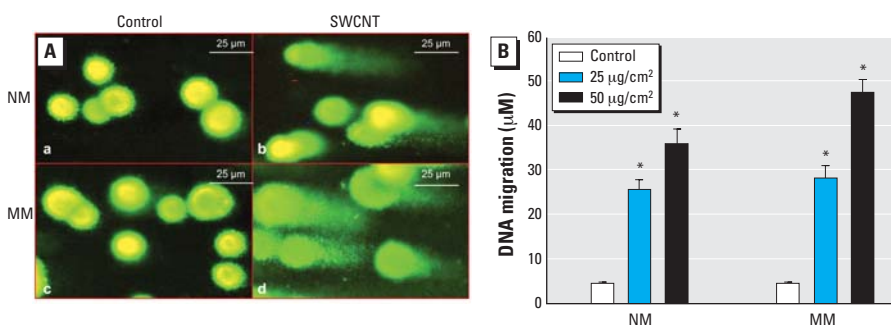 Control
SWCNT
A
25 µm
25 µm
NM
a
b
25 µm
25 µm
MM
c
d
B
Control
25 µg/cm²
50 µg/cm²
DNA migration (µM)
60
50
40
30
20
10
0
*
*
*
*
NM
MM